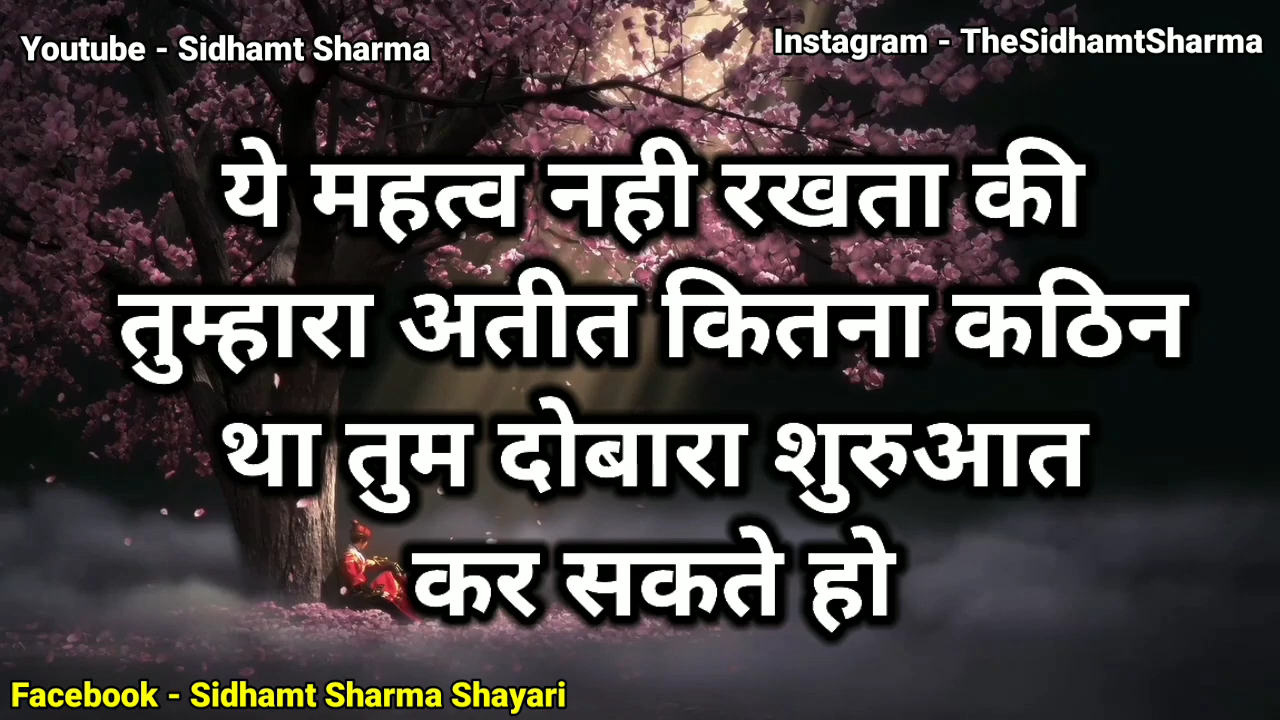 Youtube - Sidhamt Sharma
Instagram - TheSidhamtSharma
ये महत्व नही रखता की
तुम्हारा अतीत कितना कठिन
था तुम दोबारा शुरुआत
कर सकते हो
Facebook - Sidhamt Sharma Shayari